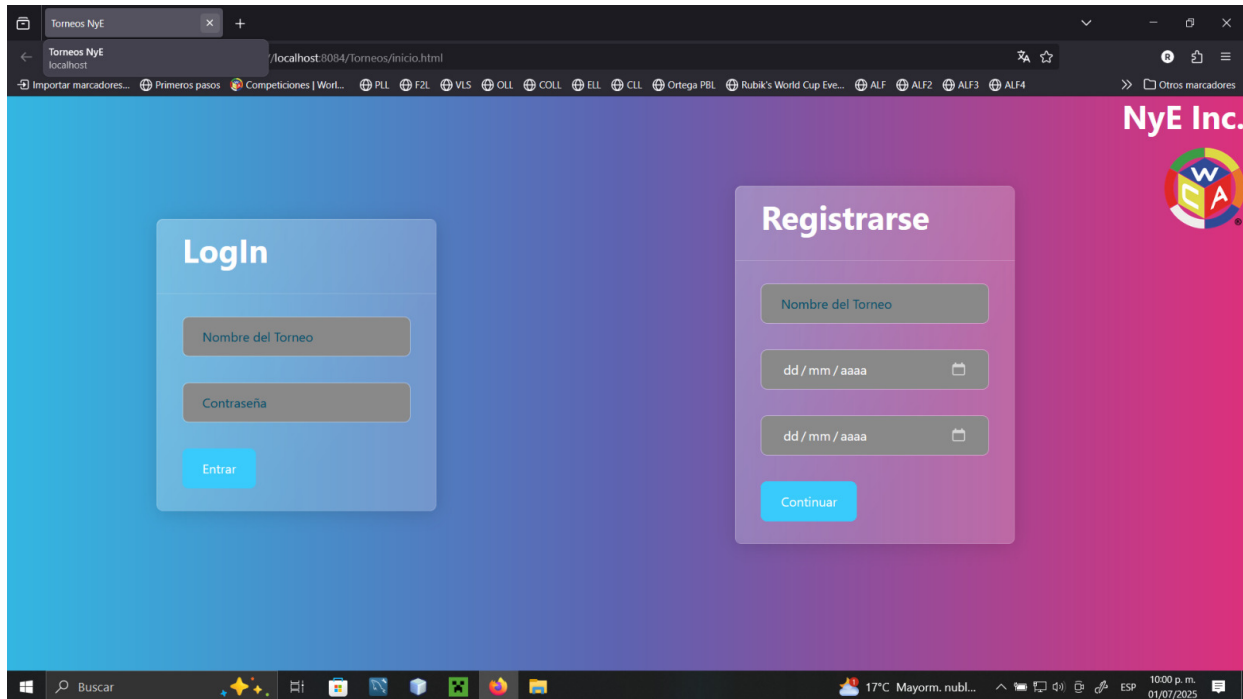 Torneos NyE
Torneos NyE
localhost
/localhost:8084/Torneos/inicio.html
Importar marcadores... Primeros pasos Competiciones | Worl... PLL F2L VLS OLL COLL ELL CLL Ortega PBL Rubik's World Cup Eve... ALF ALF2 ALF3 ALF4 Otros marcadores
NyE Inc.
WCA
®
LogIn
Nombre del Torneo
Contraseña
Entrar
Registrarse
Nombre del Torneo
dd / mm / aaaa
dd / mm / aaaa
Continuar
Buscar
17°C Mayorm. nubl...
ESP
10:00 p. m.
01/07/2025